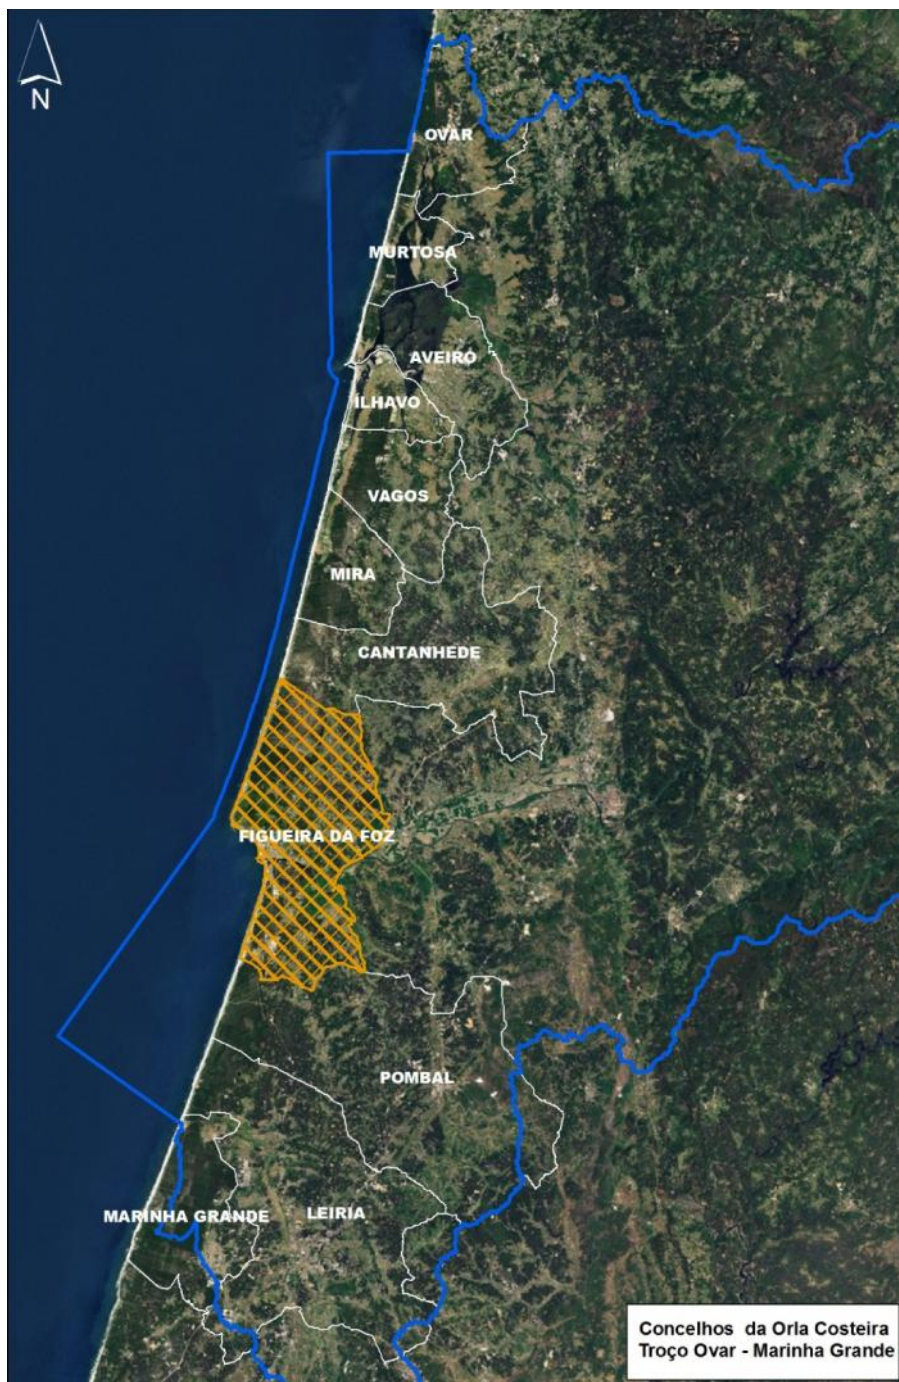 N
OVAR
MURTOSA
AVEIRO
ILHAVO
VAGOS
MIRA
CANTANHEDE
FIGUEIRA DA FOZ
POMBAL
MARINHA GRANDE
LEIRIA
Concelhos da Orla Costeira
Troço Ovar - Marinha Grande